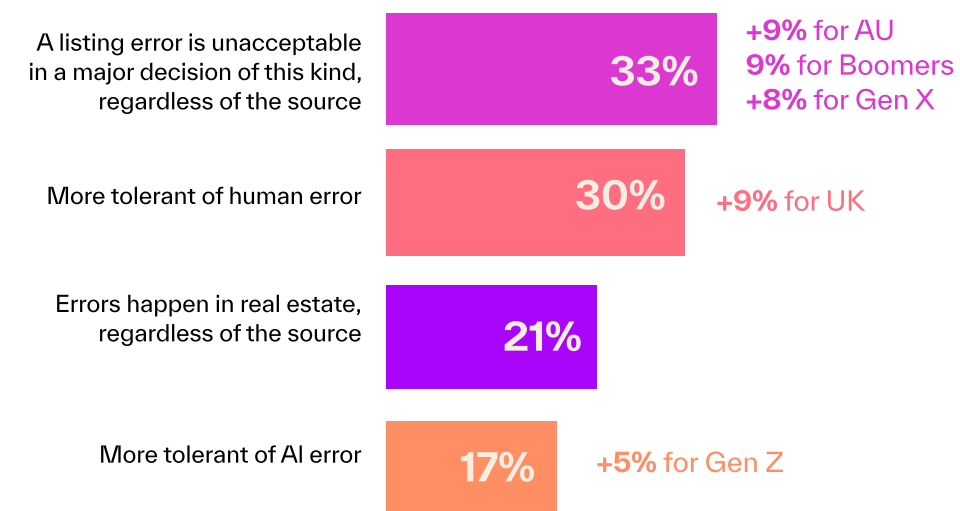 A listing error is unacceptable
in a major decision of this kind,
regardless of the source
33%
+9% for AU
9% for Boomers
+8% for Gen X
More tolerant of human error
30%
+9% for UK
Errors happen in real estate,
regardless of the source
21%
More tolerant of AI error
17%
+5% for Gen Z